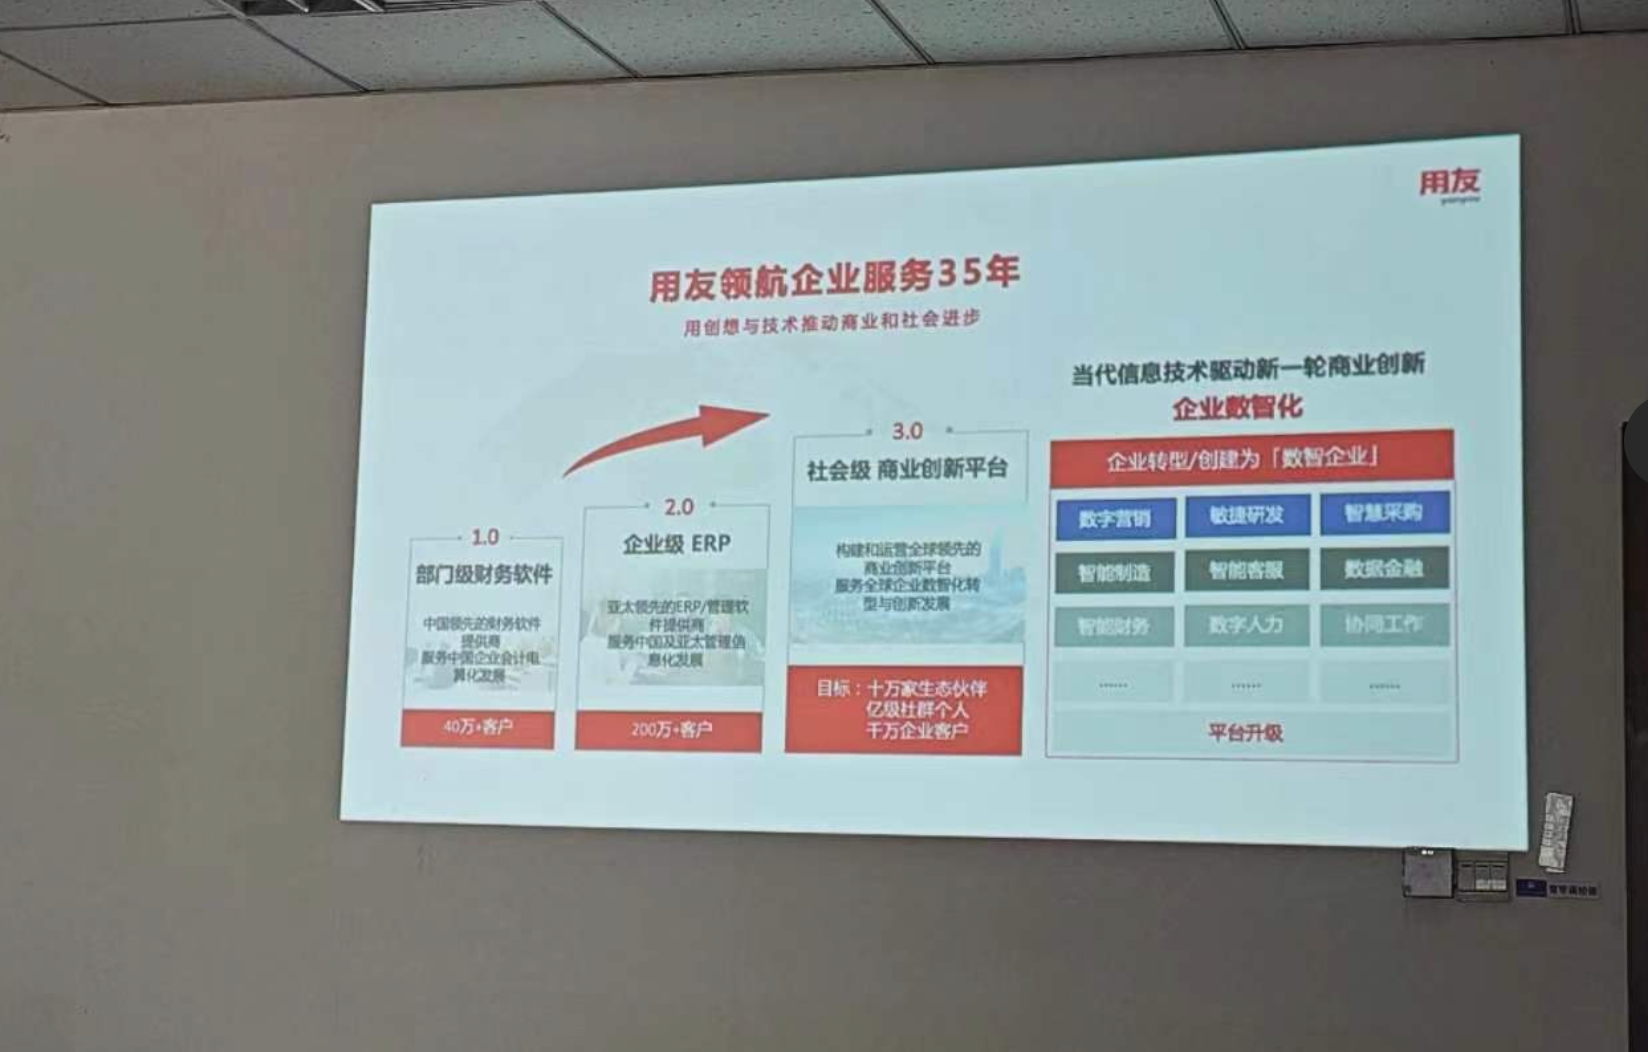 用友
用友领航企业服务35年
用创想与技术推动商业和社会进步
1.0
部门级财务软件
中国领先的财务软件
提供商
服务中国企业会计电
算化发展
40万+客户
2.0
企业级 ERP
亚太领先的ERP/管理软
件提供商
服务中国及亚太管理信
息化发展
200万+客户
3.0
社会级 商业创新平台
构建和运营全球领先的
商业创新平台
服务全球企业数智化转
型与创新发展
目标：十万家生态伙伴
亿级社群个人
千万企业客户
当代信息技术驱动新一轮商业创新
企业数智化
企业转型/创建为「数智企业」
数字营销 敏捷研发 智慧采购
智能制造 智能客服 数据金融
智能财务 数字人力 协同工作
...... ...... ......
平台升级